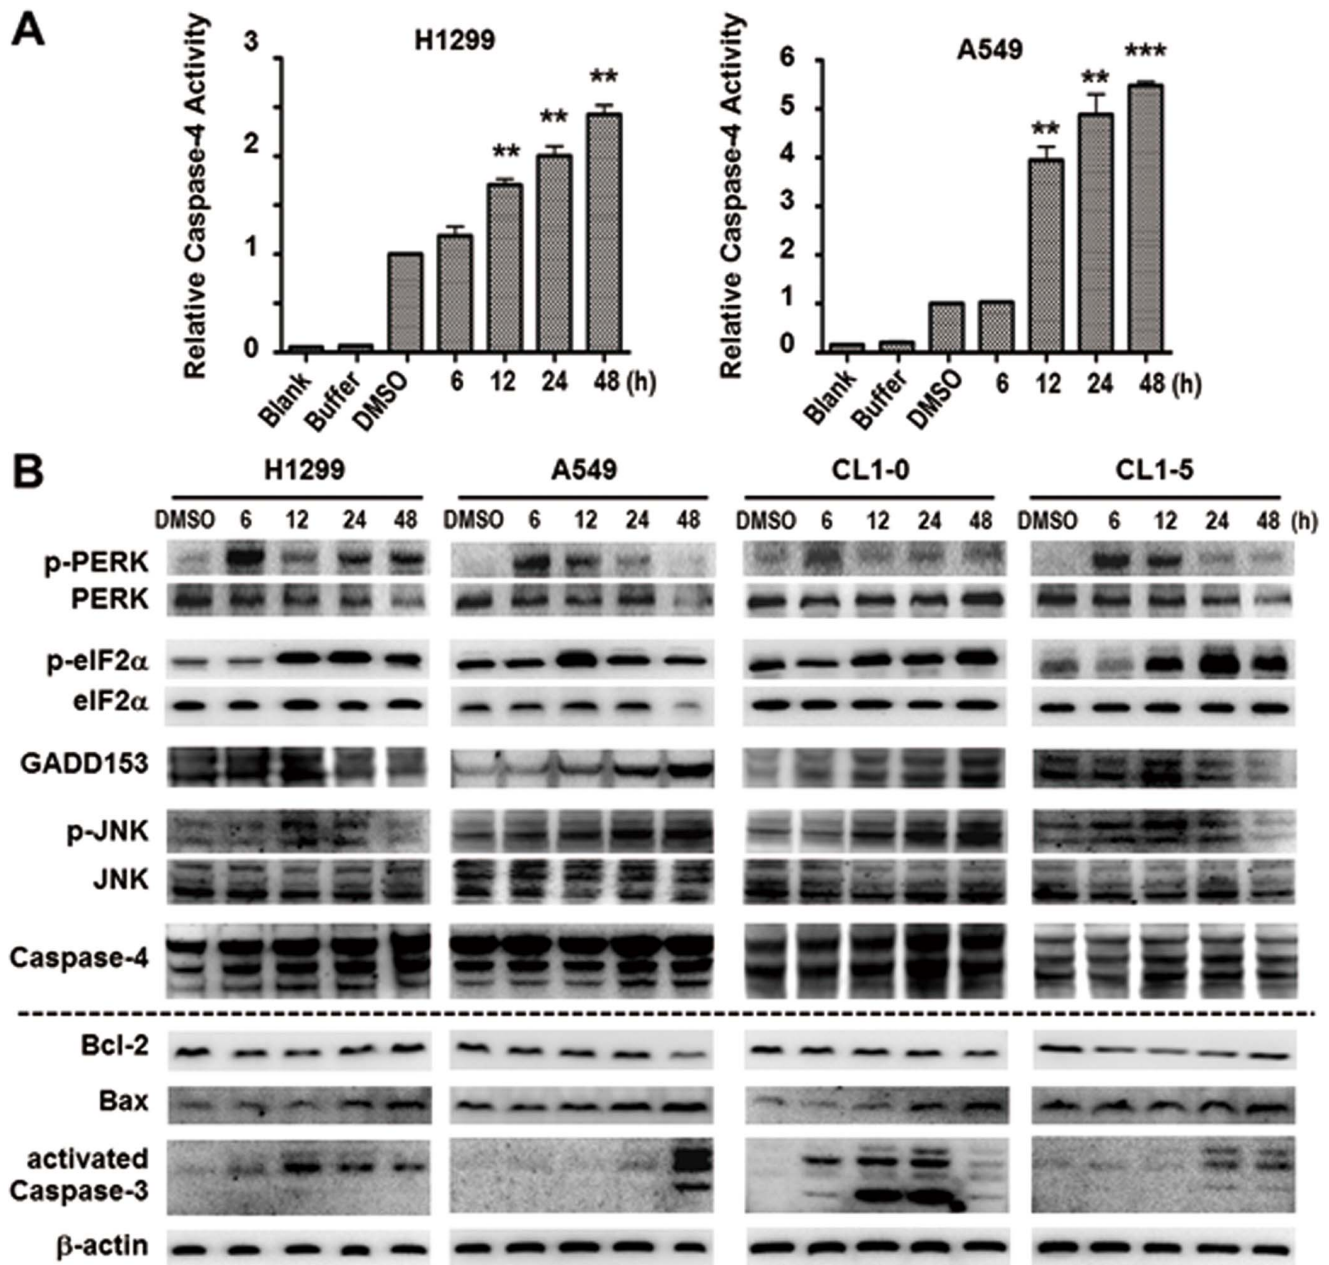 A
H1299
Relative Caspase-4 Activity
3
2
1
0
** ** **
Blank Buffer DMSO 6 12 24 48 (h)
A549
Relative Caspase-4 Activity
6
5
4
3
2
1
0
** ** ***
Blank Buffer DMSO 6 12 24 48 (h)
B
H1299 A549 CL1-0 CL1-5
DMSO 6 12 24 48 DMSO 6 12 24 48 DMSO 6 12 24 48 DMSO 6 12 24 48 (h)
p-PERK
PERK
p-eIF2α
eIF2α
GADD153
p-JNK
JNK
Caspase-4
Bcl-2
Bax
activated
Caspase-3
β-actin